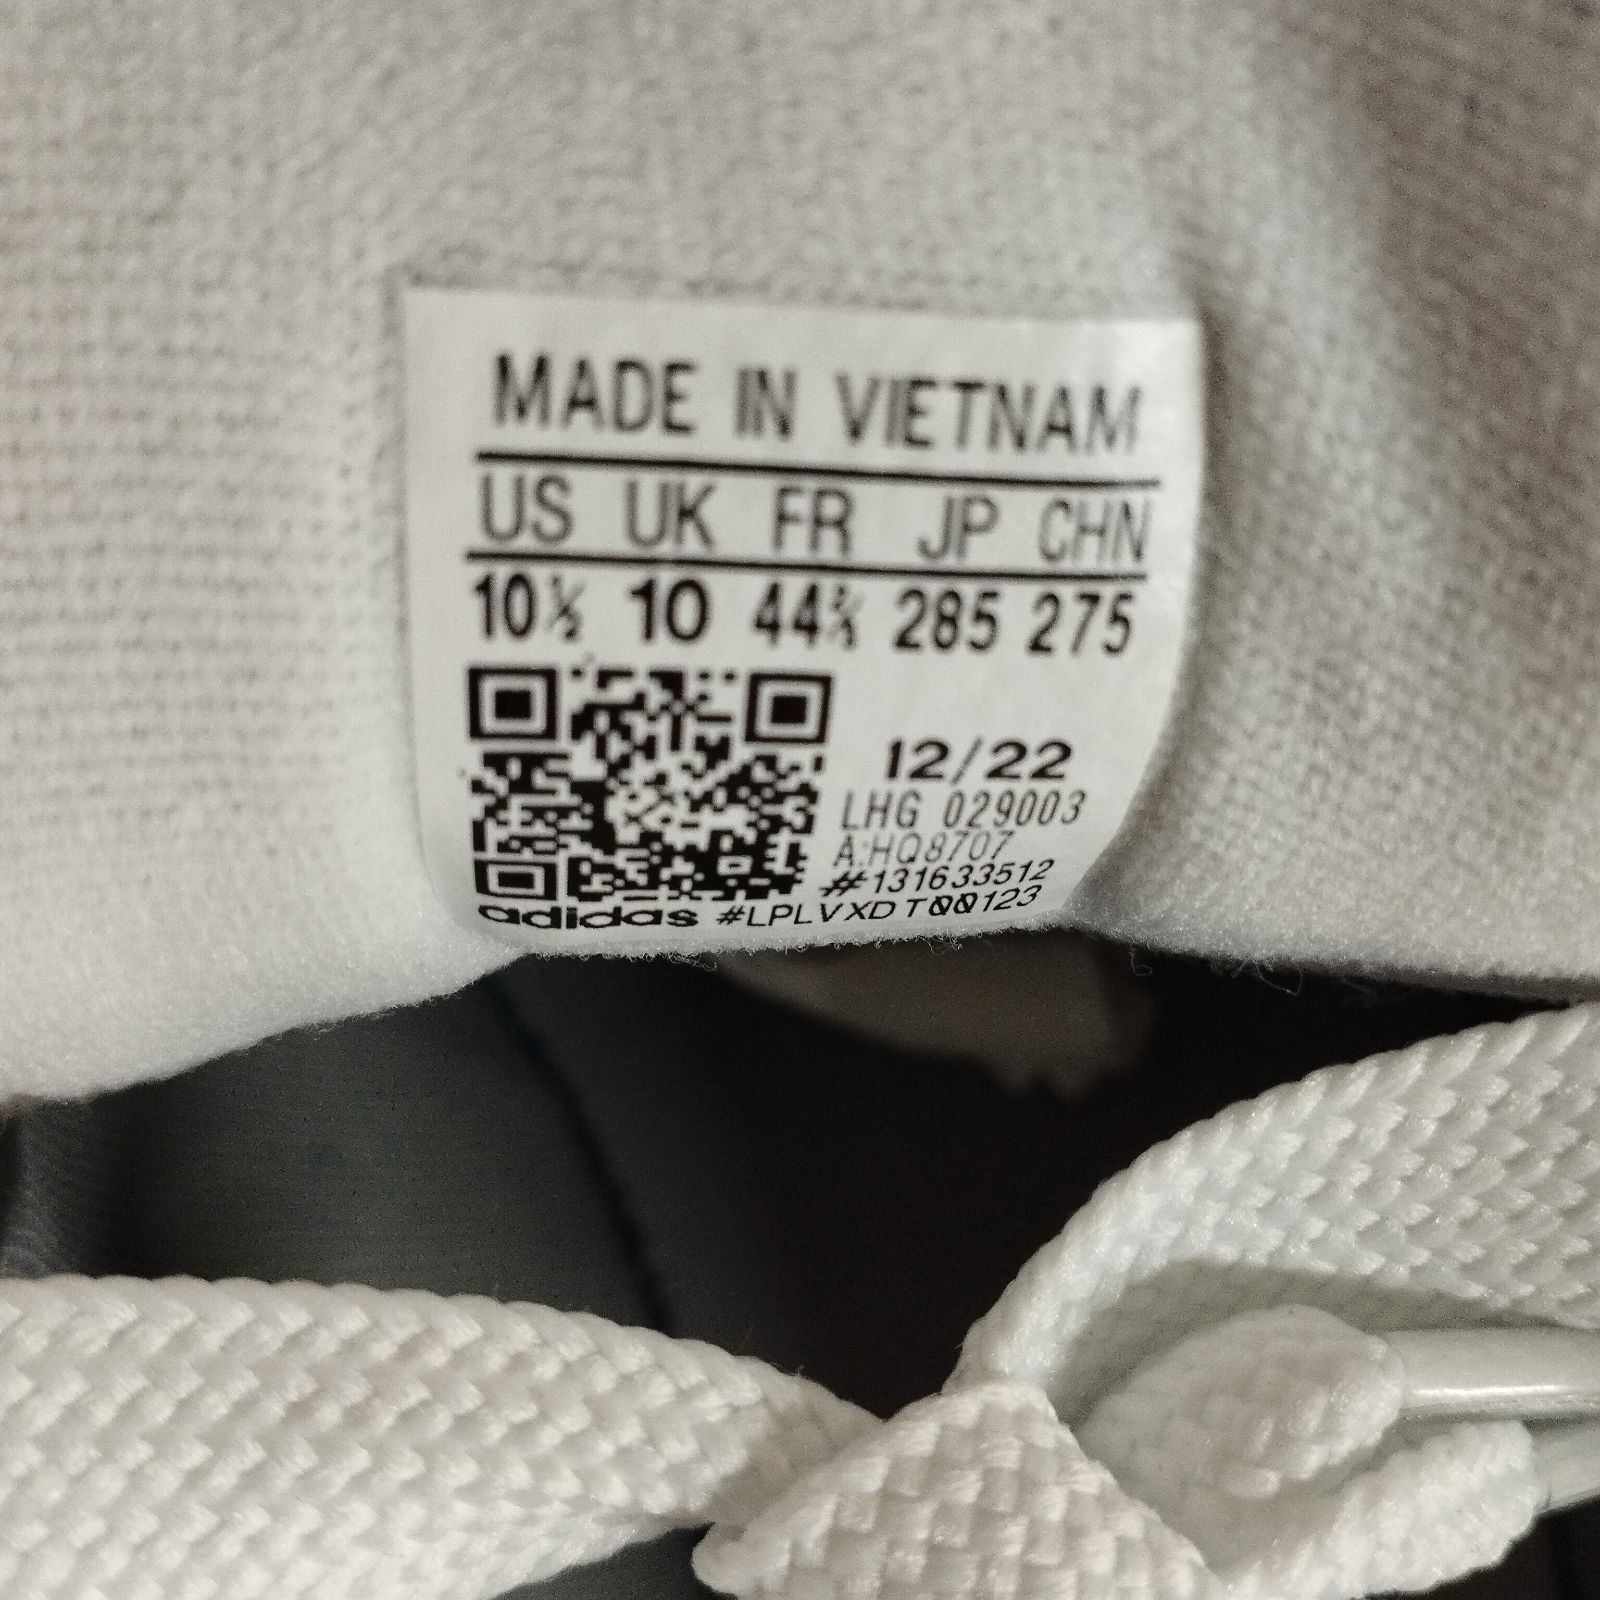 MADE IN VIETNAM
US UK FR JP CHN
10½ 10 44⅔ 285 275
12/22
LHG 029003
A:HQ8707
#131633512
adidas #LPLVXDT00123